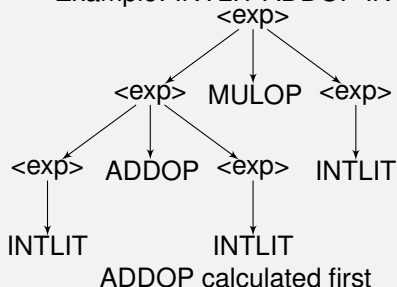 <exp>
<exp> MULOP <exp>
<exp> ADDOP <exp> INTLIT
INTLIT INTLIT
ADDOP calculated first